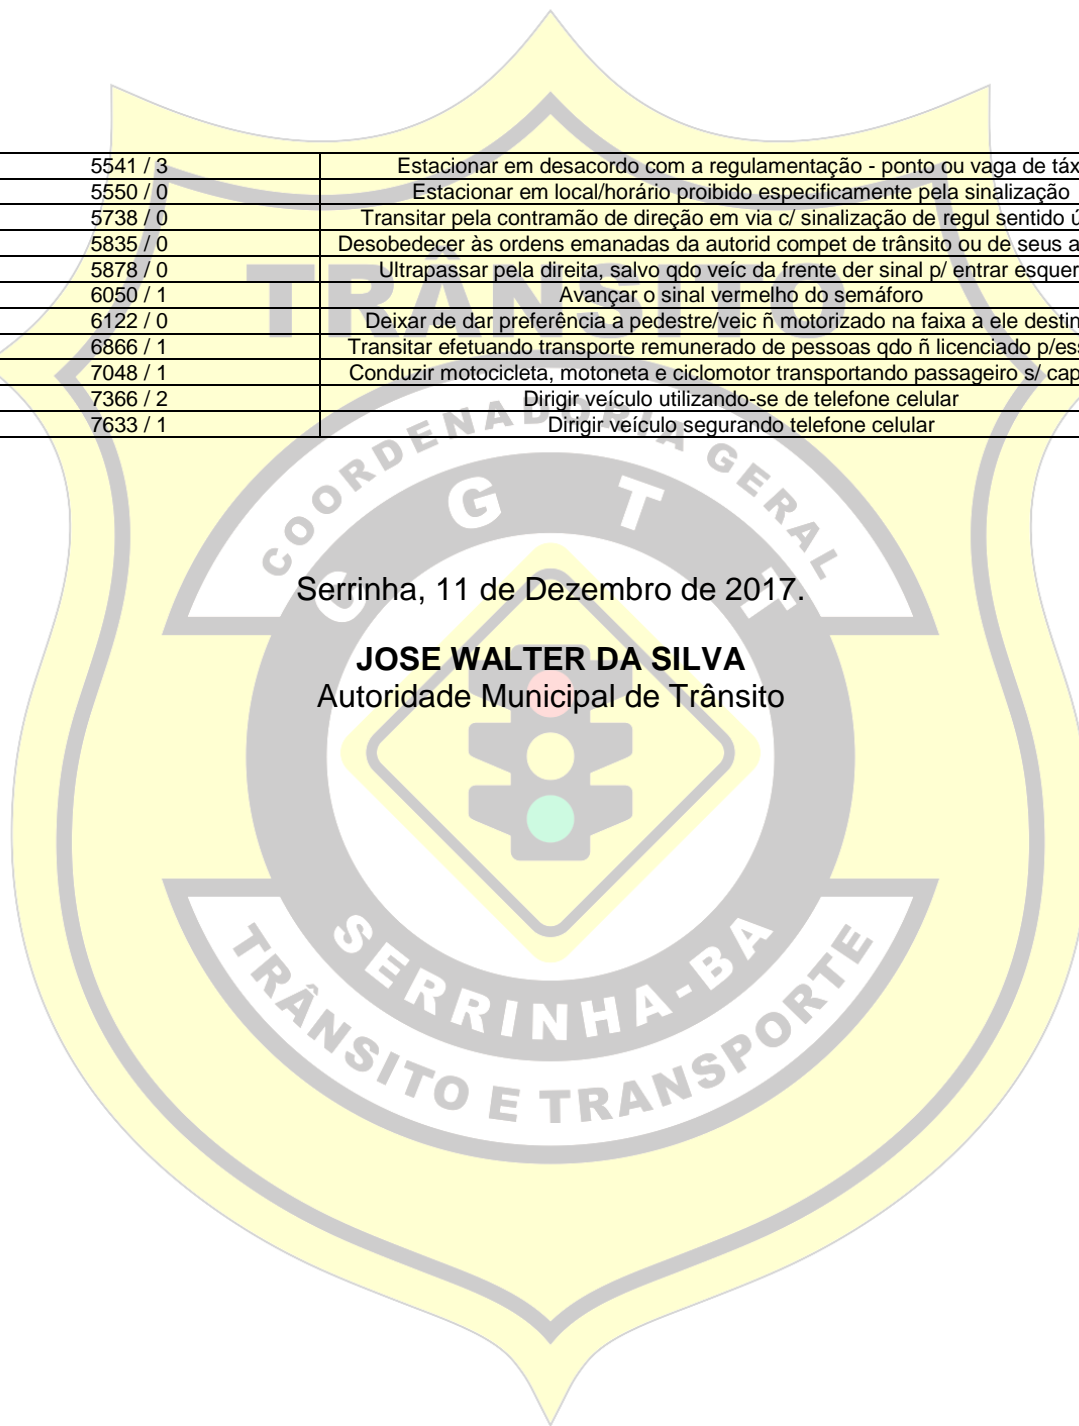 5541 / 3 Estacionar em desacordo com a regulamentação - ponto ou vaga de táx
5550 / 0 Estacionar em local/horário proibido especificamente pela sinalização
5738 / 0 Transitar pela contramão de direção em via c/ sinalização de regul sentido ú
5835 / 0 Desobedecer às ordens emanadas da autorid compet de trânsito ou de seus a
5878 / 0 Ultrapassar pela direita, salvo qdo veíc da frente der sinal p/ entrar esquer
6050 / 1 Avançar o sinal vermelho do semáforo
6122 / 0 Deixar de dar preferência a pedestre/veic ñ motorizado na faixa a ele destin
6866 / 1 Transitar efetuando transporte remunerado de pessoas qdo ñ licenciado p/ess
7048 / 1 Conduzir motocicleta, motoneta e ciclomotor transportando passageiro s/ cap
7366 / 2 Dirigir veículo utilizando-se de telefone celular
7633 / 1 Dirigir veículo segurando telefone celular
TRÂNSITO
COORDENADORIA GERAL
C G T T
Serrinha, 11 de Dezembro de 2017.
JOSE WALTER DA SILVA
Autoridade Municipal de Trânsito
SERRINHA-BA
TRÂNSITO E TRANSPORTE